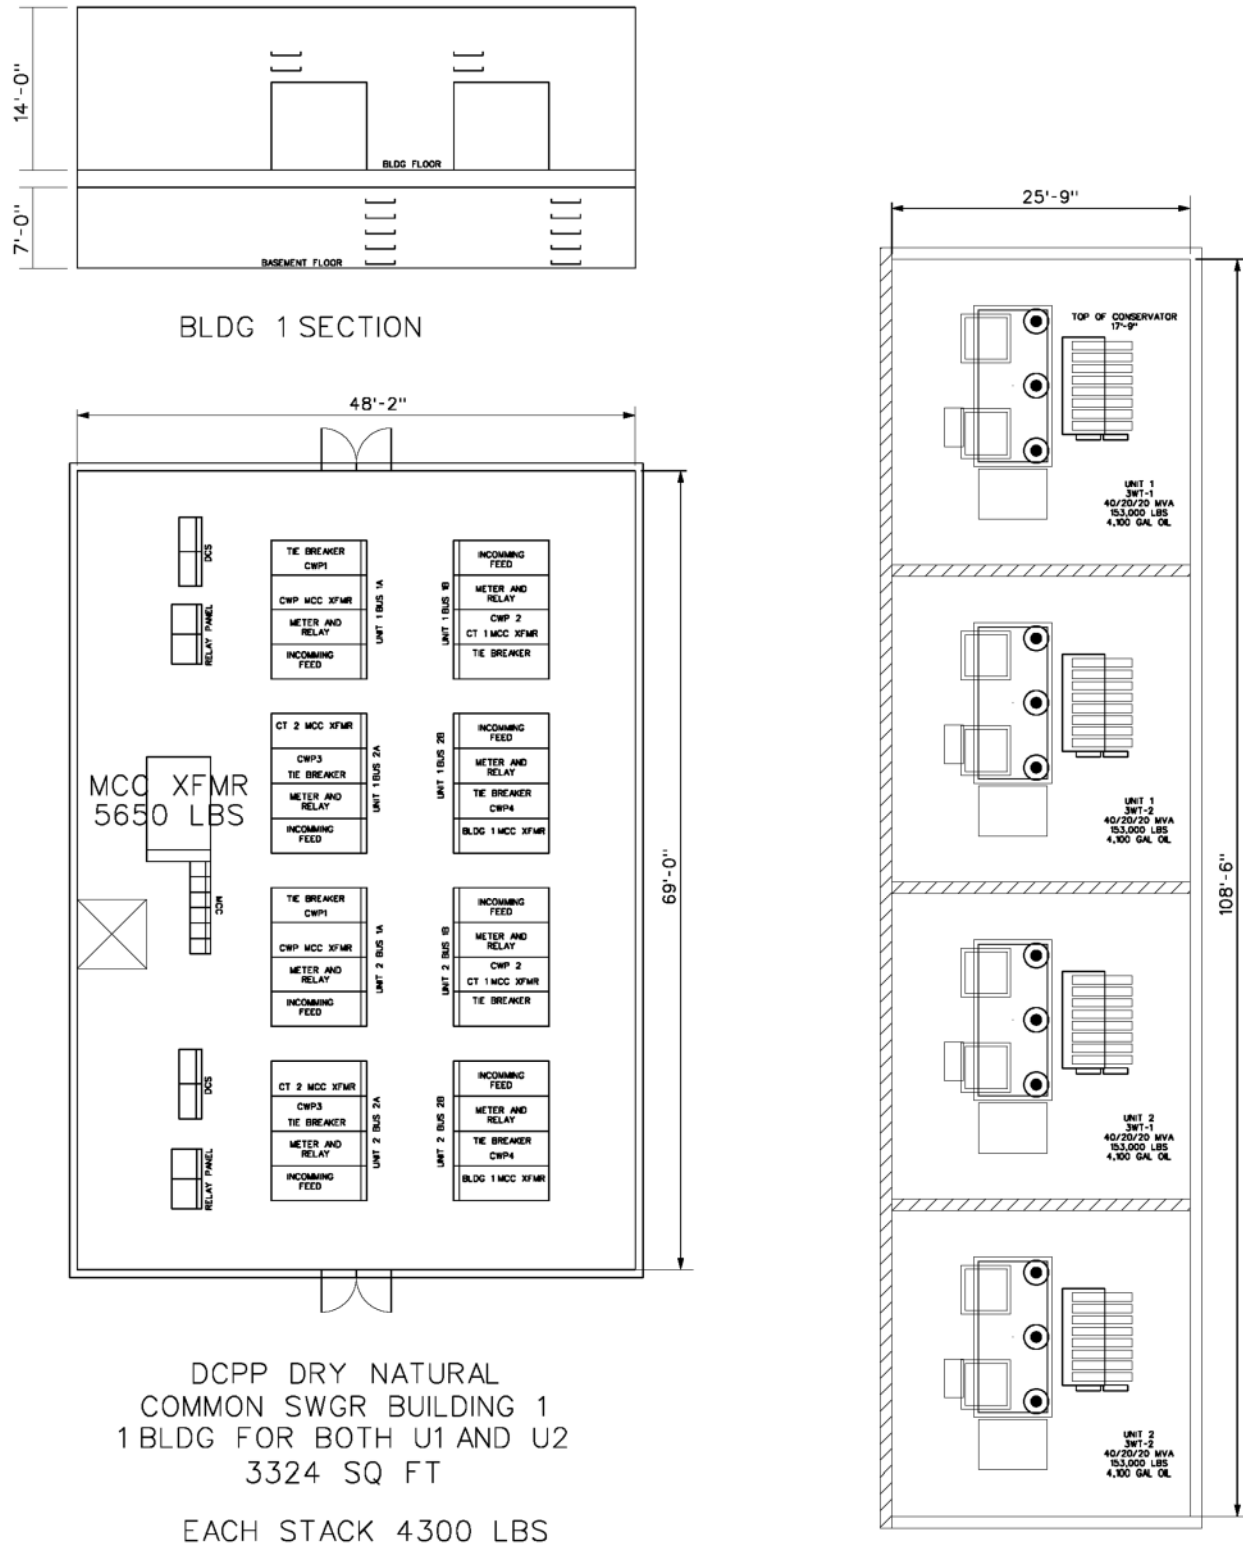 14'-0"
BLDG FLOOR
7'-0"
BASEMENT FLOOR
BLDG 1 SECTION
48'-2"
DCS
RELAY PANEL
TIE BREAKER
CWP1
CWP MCC XFMR
METER AND
RELAY
INCOMMING
FEED
UNIT 1 BUS 1A
UNIT 1 BUS 1B
INCOMMING
FEED
METER AND
RELAY
CWP 2
CT 1 MCC XFMR
TIE BREAKER
MCC XFMR
5650 LBS
MCC
CT 2 MCC XFMR
CWP3
TIE BREAKER
METER AND
RELAY
INCOMMING
FEED
UNIT 1 BUS 2A
UNIT 1 BUS 2B
INCOMMING
FEED
METER AND
RELAY
TIE BREAKER
CWP4
BLDG 1 MCC XFMR
69'-0"
TIE BREAKER
CWP1
CWP MCC XFMR
METER AND
RELAY
INCOMMING
FEED
UNIT 2 BUS 1A
UNIT 2 BUS 1B
INCOMMING
FEED
METER AND
RELAY
CWP 2
CT 1 MCC XFMR
TIE BREAKER
DCS
RELAY PANEL
CT 2 MCC XFMR
CWP3
TIE BREAKER
METER AND
RELAY
INCOMMING
FEED
UNIT 2 BUS 2A
UNIT 2 BUS 2B
INCOMMING
FEED
METER AND
RELAY
TIE BREAKER
CWP4
BLDG 1 MCC XFMR
DCPP DRY NATURAL
COMMON SWGR BUILDING 1
1 BLDG FOR BOTH U1 AND U2
3324 SQ FT
EACH STACK 4300 LBS
25'-9"
TOP OF CONSERVATOR
17'-9"
UNIT 1
3WT-1
40/20/20 MVA
153,000 LBS
4,100 GAL OIL
UNIT 1
3WT-2
40/20/20 MVA
153,000 LBS
4,100 GAL OIL
108'-6"
UNIT 2
3WT-1
40/20/20 MVA
153,000 LBS
4,100 GAL OIL
UNIT 2
3WT-2
40/20/20 MVA
153,000 LBS
4,100 GAL OIL